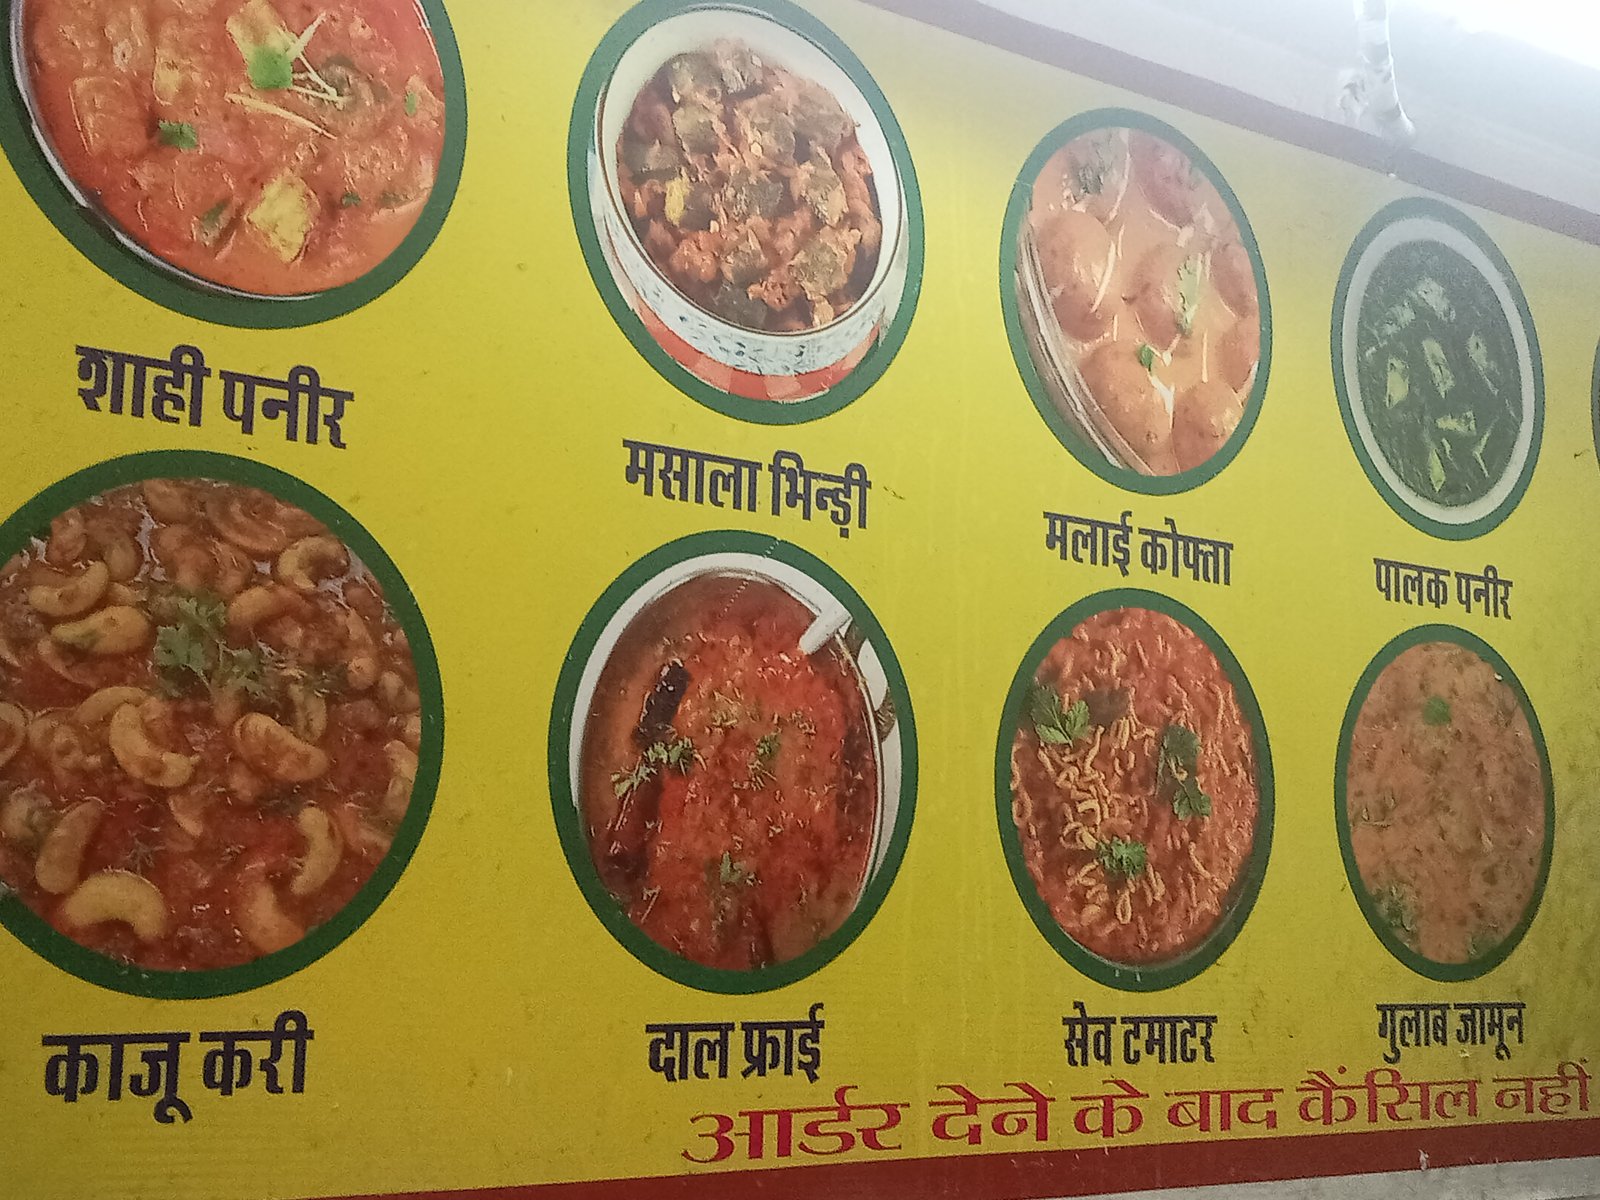 शाही पनीर
मसाला भिन्ड़ी
मलाई कोफ्ता
पालक पनीर
काजू करी
दाल फ्राई
सेव टमाटर
गुलाब जामून
आर्डर देने के बाद कैंसिल नहीं